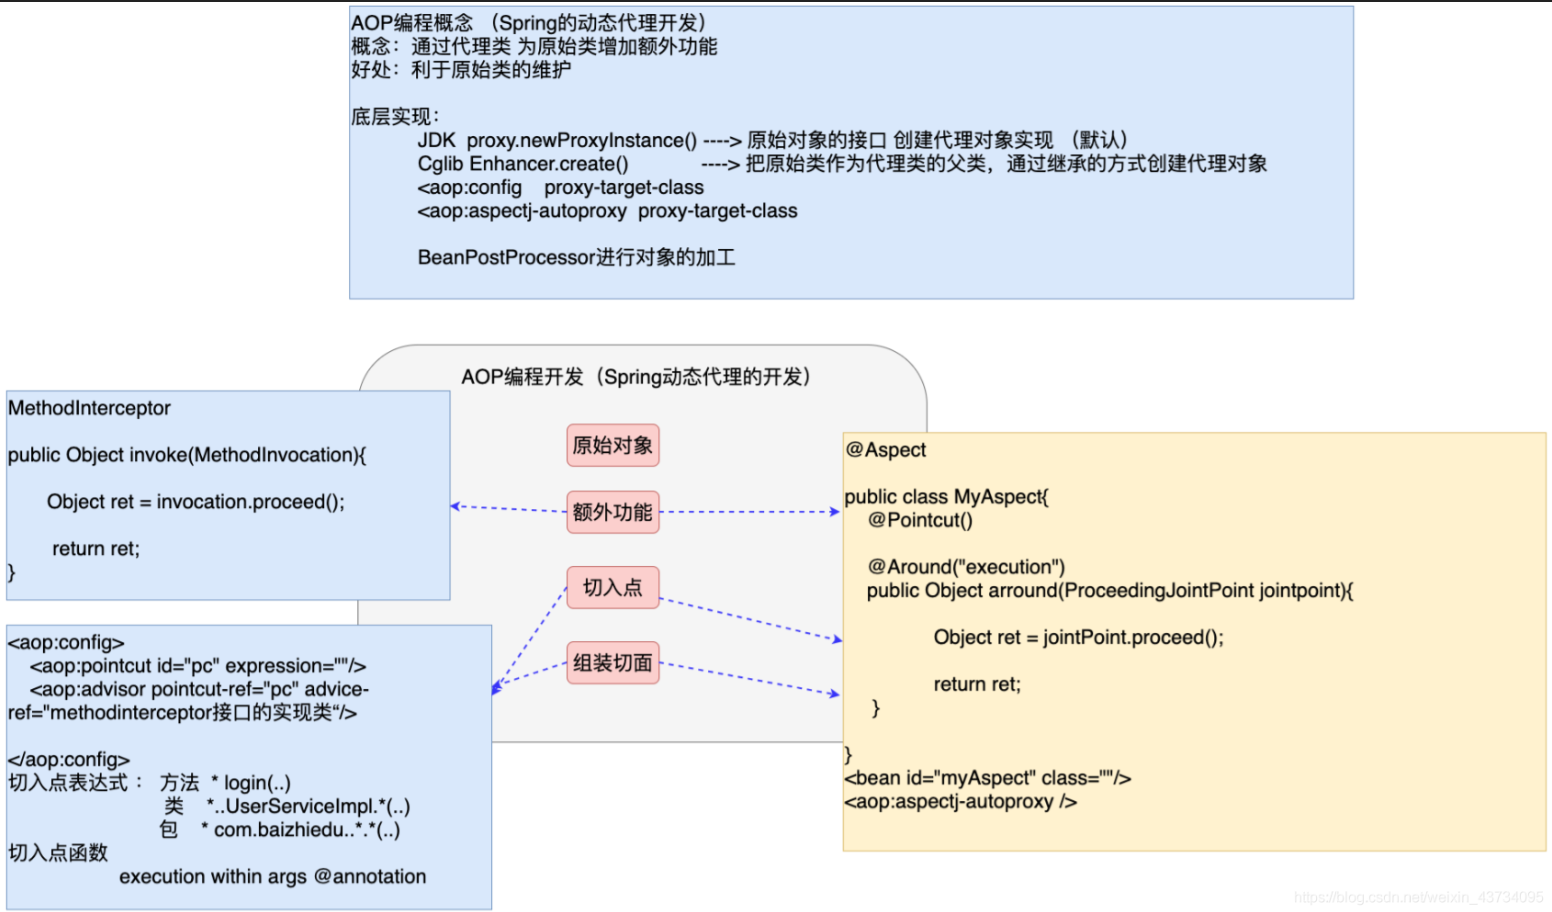 AOP编程概念 （Spring的动态代理开发）
概念：通过代理类 为原始类增加额外功能
好处：利于原始类的维护
底层实现：
JDK proxy.newProxyInstance() ----> 原始对象的接口 创建代理对象实现 （默认）
Cglib Enhancer.create() ----> 把原始类作为代理类的父类，通过继承的方式创建代理对象
<aop:config proxy-target-class
<aop:aspectj-autoproxy proxy-target-class
BeanPostProcessor进行对象的加工
AOP编程开发（Spring动态代理的开发）
原始对象
额外功能
切入点
组装切面
MethodInterceptor
public Object invoke(MethodInvocation){
Object ret = invocation.proceed();
return ret;
}
<aop:config>
<aop:pointcut id="pc" expression=""/>
<aop:advisor pointcut-ref="pc" advice-
ref="methodinterceptor接口的实现类“/>
</aop:config>
切入点表达式： 方法 * login(..)
类 *..UserServiceImpl.*(..)
包 * com.baizhiedu..*.*(..)
切入点函数
execution within args @annotation
@Aspect
public class MyAspect{
@Pointcut()
@Around("execution")
public Object arround(ProceedingJointPoint jointpoint){
Object ret = jointPoint.proceed();
return ret;
}
}
<bean id="myAspect" class=""/>
<aop:aspectj-autoproxy />
https://blog.csdn.net/weixin_43734095